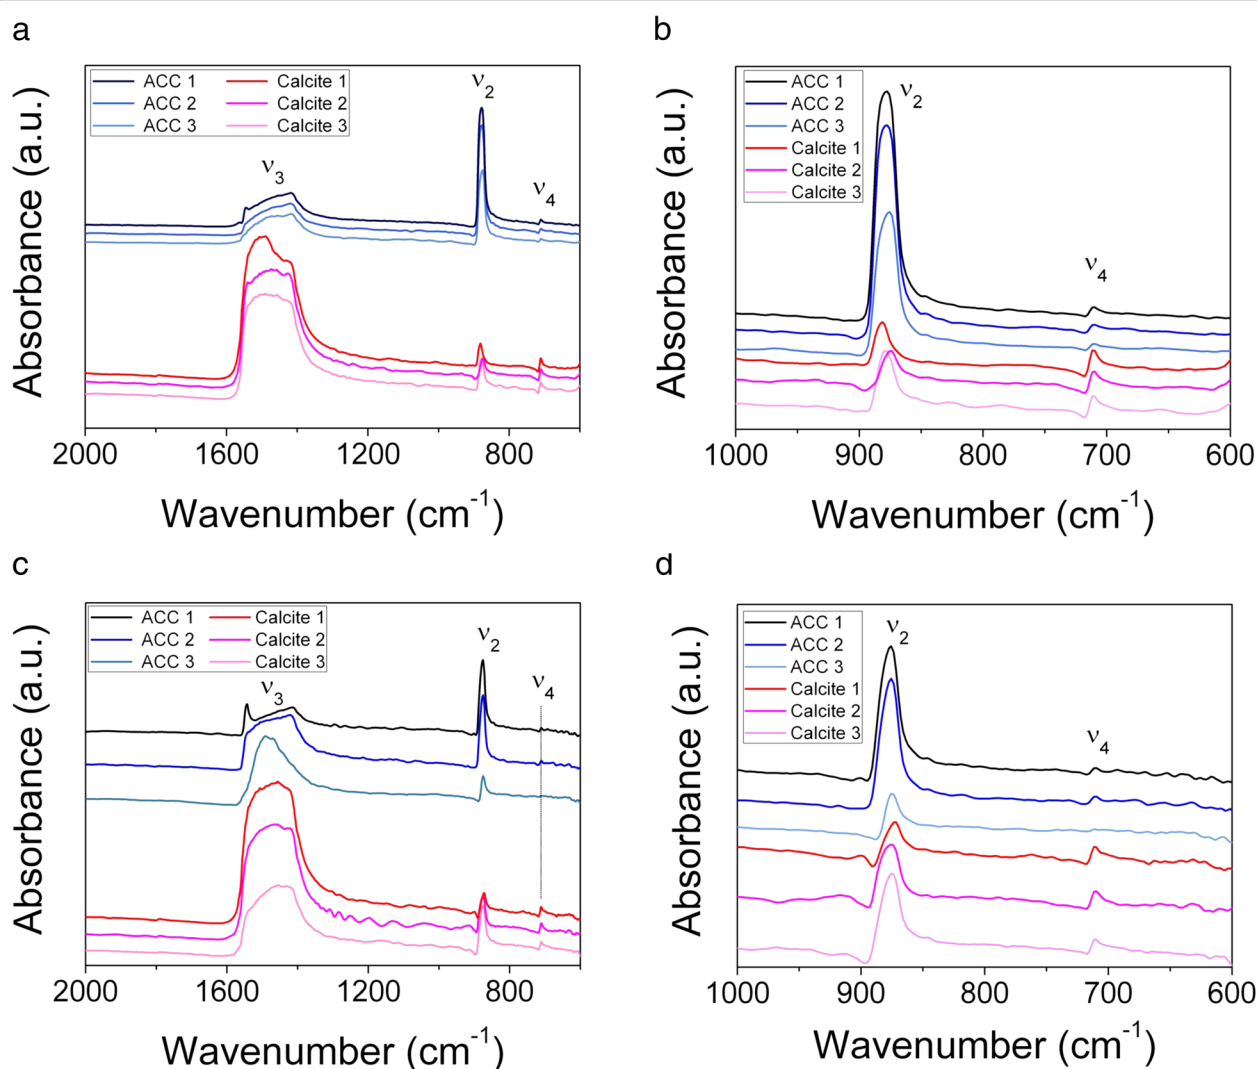 a
ACC 1 Calcite 1
ACC 2 Calcite 2
ACC 3 Calcite 3
ν2
ν3
ν4
Absorbance (a.u.)
2000 1600 1200 800
Wavenumber (cm-1)
b
ACC 1
ACC 2
ACC 3
Calcite 1
Calcite 2
Calcite 3
ν2
ν4
Absorbance (a.u.)
1000 900 800 700 600
Wavenumber (cm-1)
c
ACC 1 Calcite 1
ACC 2 Calcite 2
ACC 3 Calcite 3
ν2
ν3
ν4
Absorbance (a.u.)
2000 1600 1200 800
Wavenumber (cm-1)
d
ACC 1
ACC 2
ACC 3
Calcite 1
Calcite 2
Calcite 3
ν2
ν4
Absorbance (a.u.)
1000 900 800 700 600
Wavenumber (cm-1)